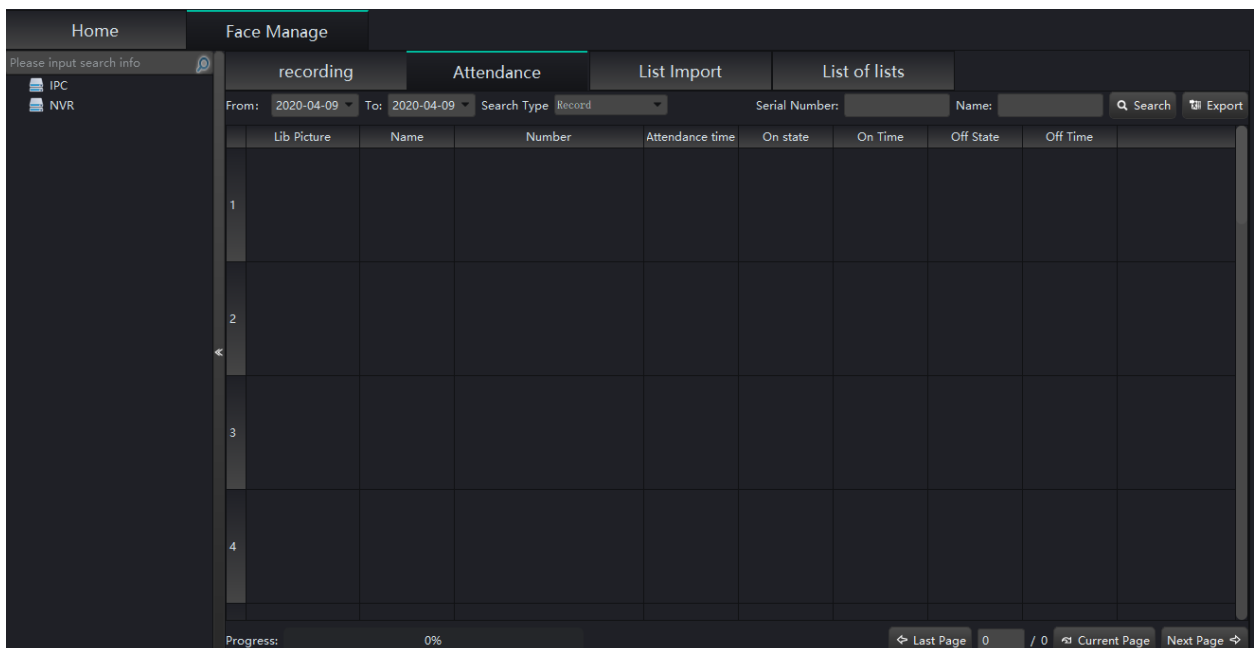 Home Face Manage
Please input search info
IPC
NVR
recording Attendance List Import List of lists
From: 2020-04-09 To: 2020-04-09 Search Type Record Serial Number: Name: Search Export
Lib Picture Name Number Attendance time On state On Time Off State Off Time
1
2
3
4
Progress: 0% Last Page 0 / 0 Current Page Next Page